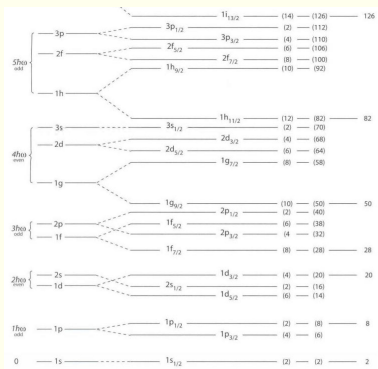 1i13/2 (14) (126) 126
3p1/2 (2) (112)
3p 3p3/2 (4) (110)
2f5/2 (6) (106)
2f 2f7/2 (8) (100)
5ħω 1h9/2 (10) (92)
odd
1h
1h11/2 (12) (82) 82
3s 3s1/2 (2) (70)
2d3/2 (4) (68)
2d 2d5/2 (6) (64)
4ħω 1g7/2 (8) (58)
even
1g
1g9/2 (10) (50) 50
2p1/2 (2) (40)
2p 1f5/2 (6) (38)
3ħω
odd
1f 2p3/2 (4 (32)
1f7/2 (8) (28) 28
2s 1d3/2 (4) (20) 20
2ħω
even
1d 2s1/2 (2) (16)
1d5/2 (6) (14)
1p1/2 (2) (8) 8
1ħω 1p 1p3/2 (4) (6)
odd
0 1s 1s1/2 (2) (2) 2